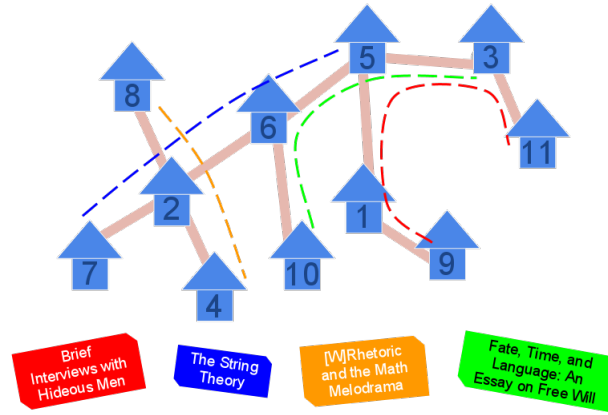 5
3
8
6
11
2
1
7
10
9
4
Brief
Interviews with
Hideous Men
The String
Theory
[W]Rhetoric
and the Math
Melodrama
Fate, Time, and
Language: An
Essay on Free Will